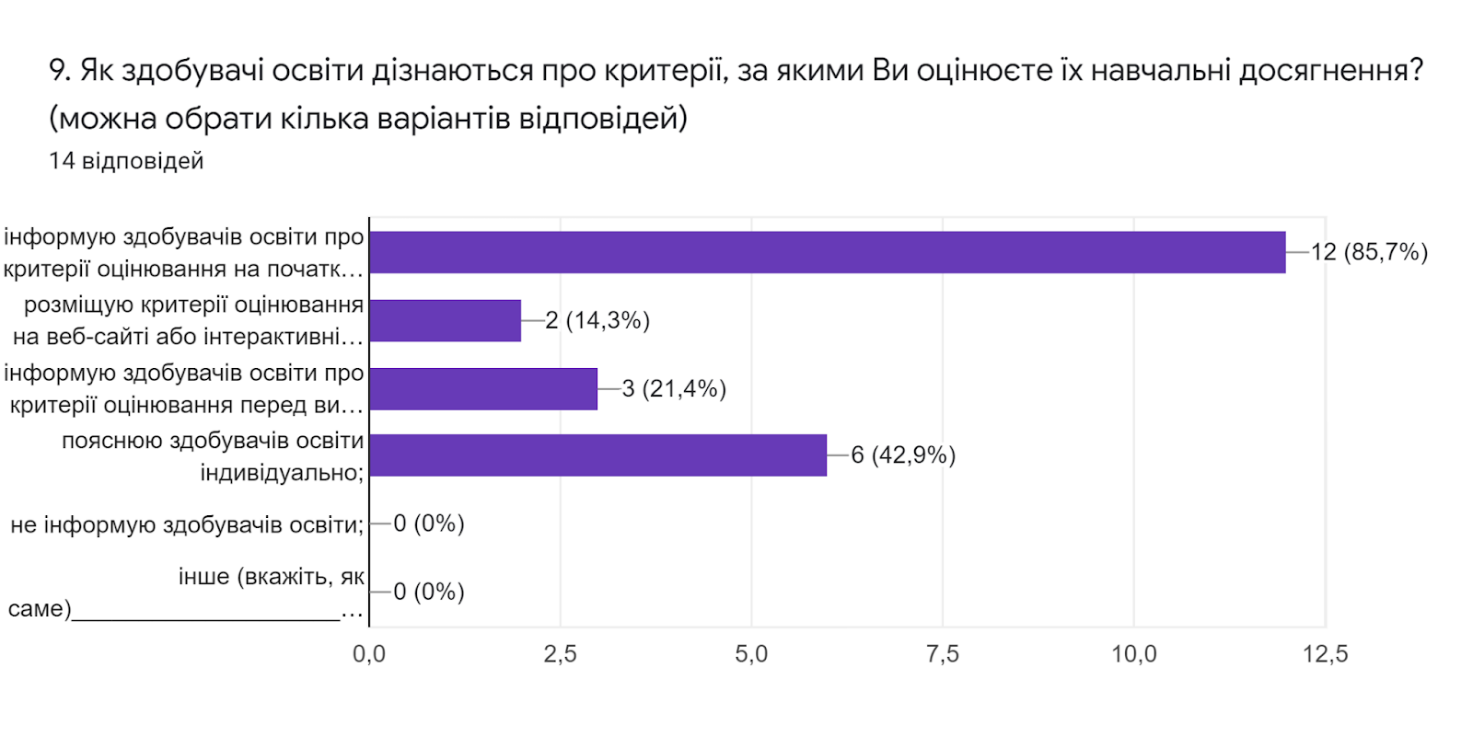 9. Як здобувачі освіти дізнаються про критерії, за якими Ви оцінюєте їх навчальні досягнення?
(можна обрати кілька варіантів відповідей)
14 відповідей
інформую здобувачів освіти про
критерії оцінювання на початк…
12 (85,7%)
розміщую критерії оцінювання
на веб-сайті або інтерактивні…
2 (14,3%)
інформую здобувачів освіти про
критерії оцінювання перед ви…
3 (21,4%)
пояснюю здобувачів освіти
індивідуально;
6 (42,9%)
не інформую здобувачів освіти;
0 (0%)
інше (вкажіть, як
саме)____________________…
0 (0%)
0,0 2,5 5,0 7,5 10,0 12,5